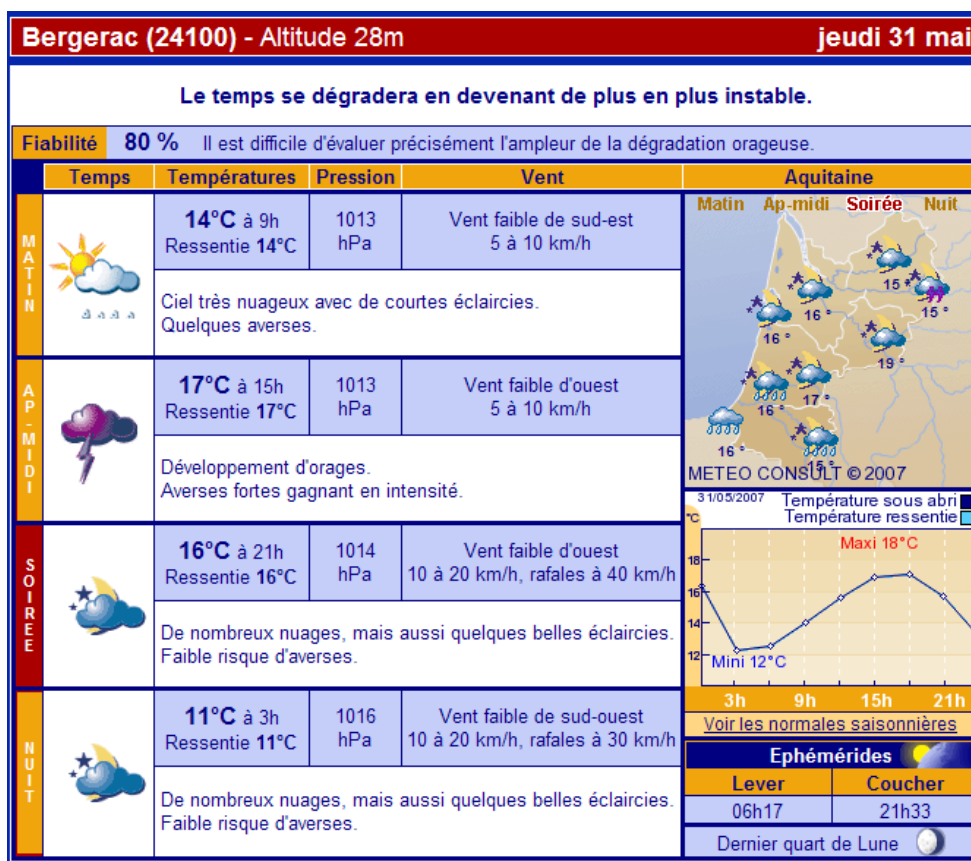 Bergerac (24100) - Altitude 28m jeudi 31 mai
Le temps se dégradera en devenant de plus en plus instable.
Fiabilité 80 % Il est difficile d'évaluer précisément l'ampleur de la dégradation orageuse.
Temps Températures Pression Vent Aquitaine
MATIN
14°C à 9h
Ressentie 14°C
1013
hPa
Vent faible de sud-est
5 à 10 km/h
Ciel très nuageux avec de courtes éclaircies.
Quelques averses.
AP-MIDI
17°C à 15h
Ressentie 17°C
1013
hPa
Vent faible d'ouest
5 à 10 km/h
Développement d'orages.
Averses fortes gagnant en intensité.
SOIREE
16°C à 21h
Ressentie 16°C
1014
hPa
Vent faible d'ouest
10 à 20 km/h, rafales à 40 km/h
De nombreux nuages, mais aussi quelques belles éclaircies.
Faible risque d'averses.
NUIT
11°C à 3h
Ressentie 11°C
1016
hPa
Vent faible de sud-ouest
10 à 20 km/h, rafales à 30 km/h
De nombreux nuages, mais aussi quelques belles éclaircies.
Faible risque d'averses.
Matin Ap-midi Soirée Nuit
15°
16° 15°
16°
19°
17°
16°
16°
15°
METEO CONSULT © 2007
31/05/2007 Température sous abri
°C Température ressentie
Maxi 18°C
18
16
14
12
Mini 12°C
3h 9h 15h 21h
Voir les normales saisonnières
Ephémérides
Lever Coucher
06h17 21h33
Dernier quart de Lune